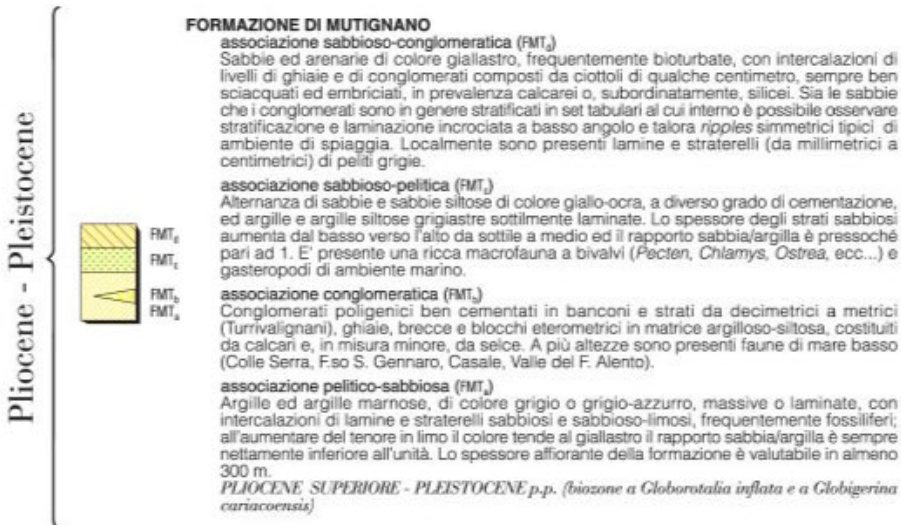 Pliocene - Pleistocene
FORMAZIONE DI MUTIGNANO
associazione sabbioso-conglomeratica (FMTd)
Sabbie ed arenarie di colore giallastro, frequentemente bioturbate, con intercalazioni di
livelli di ghiaie e di conglomerati composti da ciottoli di qualche centimetro, sempre ben
sciacquati ed embriciati, in prevalenza calcarei o, subordinatamente, silicei. Sia le sabbie
che i conglomerati sono in genere stratificati in set tabulari al cui interno è possibile osservare
stratificazione e laminazione incrociata a basso angolo e talora ripples simmetrici tipici di
ambiente di spiaggia. Localmente sono presenti lamine e straterelli (da millimetrici a
centimetrici) di peliti grigie.
associazione sabbioso-pelitica (FMTc)
Alternanza di sabbie e sabbie siltose di colore giallo-ocra, a diverso grado di cementazione,
ed argille e argille siltose grigiastre sottilmente laminate. Lo spessore degli strati sabbiosi
aumenta dal basso verso l'alto da sottile a medio ed il rapporto sabbia/argilla è pressoché
pari ad 1. E' presente una ricca macrofauna a bivalvi (Pecten, Chlamys, Ostrea, ecc...) e
gasteropodi di ambiente marino.
associazione conglomeratica (FMTb)
Conglomerati poligenici ben cementati in banconi e strati da decimetrici a metrici
(Turrivalignani), ghiaie, brecce e blocchi eterometrici in matrice argilloso-siltosa, costituiti
da calcari e, in misura minore, da selce. A più altezze sono presenti faune di mare basso
(Colle Serra, F.so S. Gennaro, Casale, Valle del F. Alento).
associazione pelitico-sabbiosa (FMTa)
Argille ed argille marnose, di colore grigio o grigio-azzurro, massive o laminate, con
intercalazioni di lamine e straterelli sabbiosi e sabbioso-limosi, frequentemente fossiliferi;
all'aumentare del tenore in limo il colore tende al giallastro il rapporto sabbia/argilla è sempre
nettamente inferiore all'unità. Lo spessore affiorante della formazione è valutabile in almeno
300 m.
PLIOCENE SUPERIORE - PLEISTOCENE p.p. (biozone a Globorotalia inflata e a Globigerina
cariacoensis)
FMTd
FMTc
FMTb
FMTa